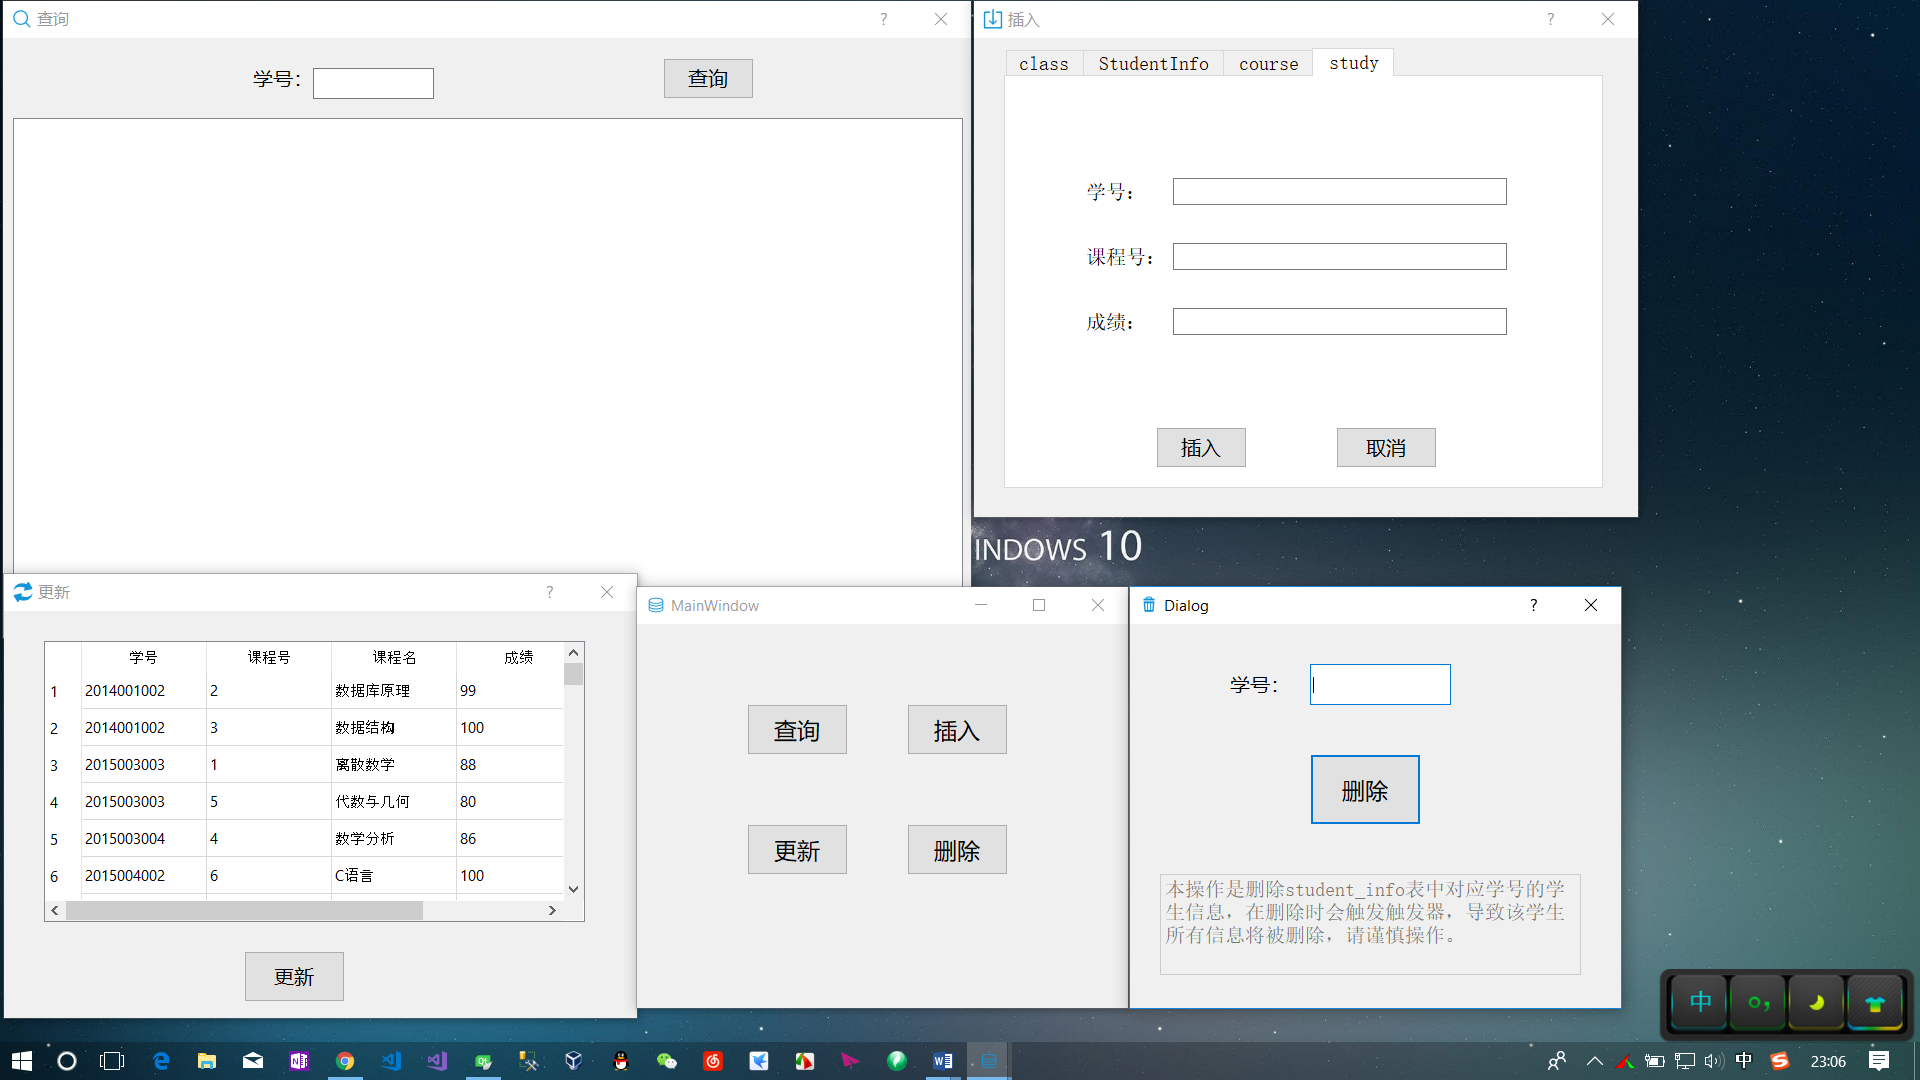 查询
?
学号：
查询
插入
?
class
StudentInfo
course
study
学号：
课程号：
成绩：
插入
取消
INDOWS 10
更新
?
学号 课程号 课程名 成绩
1 2014001002 2 数据库原理 99
2 2014001002 3 数据结构 100
3 2015003003 1 离散数学 88
4 2015003003 5 代数与几何 80
5 2015003004 4 数学分析 86
6 2015004002 6 C语言 100
更新
MainWindow
查询
插入
更新
删除
Dialog
?
学号：
删除
本操作是删除student_info表中对应学号的学
生信息，在删除时会触发触发器，导致该学生
所有信息将被删除，请谨慎操作。
中
中
23:06